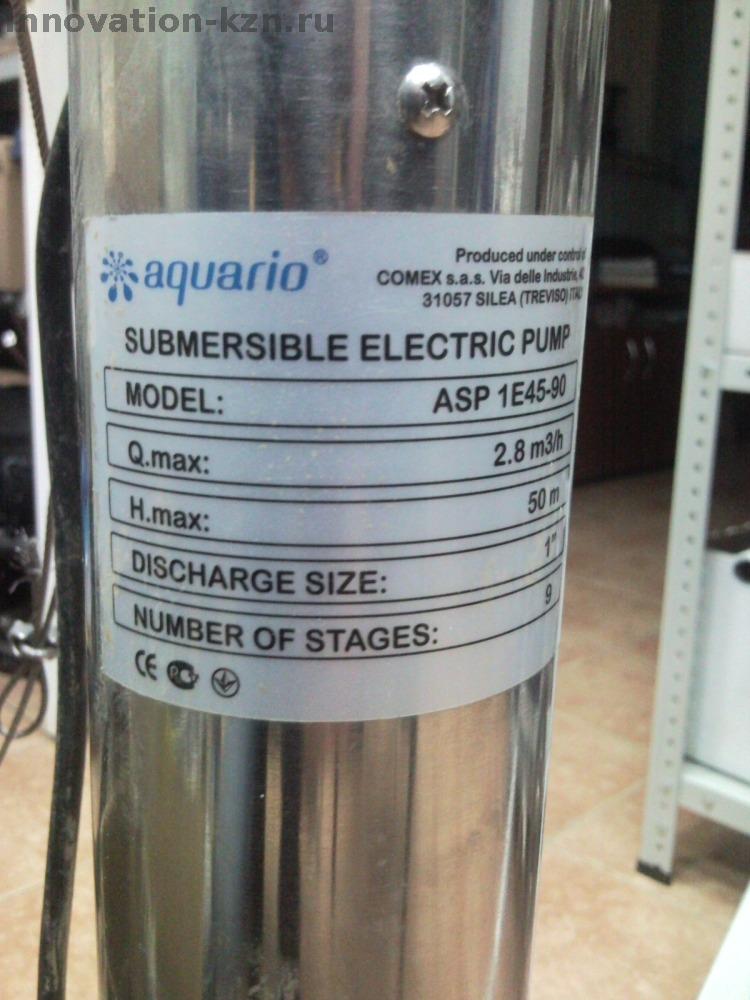 innovation-kzn.ru
aquario®
Produced under control of
COMEX s.a.s. Via delle Industrie,
31057 SILEA (TREVISO) ITALY
SUBMERSIBLE ELECTRIC PUMP
MODEL: ASP 1E45-90
Q.max: 2.8 m3/h
H.max: 50 m
DISCHARGE SIZE: 1"
NUMBER OF STAGES: 9
CE